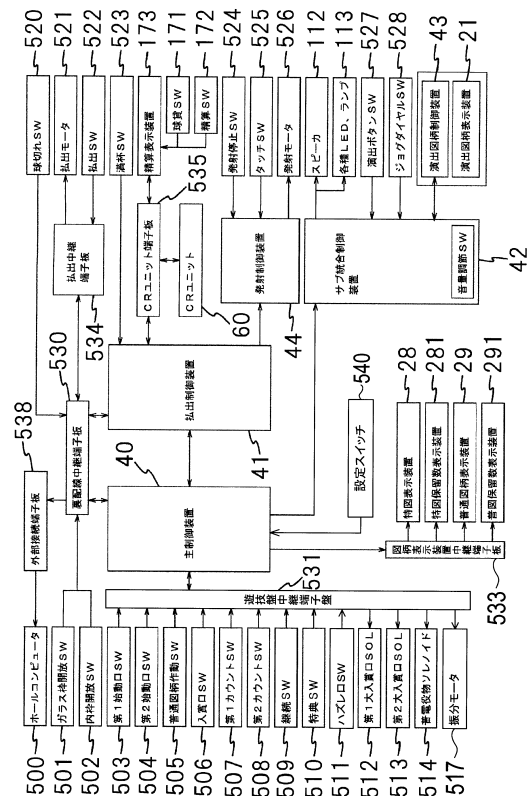 520
球切れSW
521
払出モータ
522
払出SW
523
満杯SW
173
精算表示装置
171
球貸SW
172
精算SW
524
発射停止SW
525
タッチSW
526
発射モータ
112
スピーカ
113
各種LED、ランプ
527
演出ボタンSW
528
ジョグダイヤルSW
43
演出図柄制御装置
21
演出図柄表示装置
払出中継
端子板
534
535
CRユニット端子板
CRユニット
60
発射制御装置
44
サブ統合制御
装置
音量調節SW
42
530
裏配線中継端子板
538
外部接続端子板
払出制御装置
41
40
主制御装置
540
設定スイッチ
28
特図表示装置
281
特図保留数表示装置
29
普通図柄表示装置
291
普図保留数表示装置
図柄表示装置中継端子板
533
531
遊技盤中継端子盤
500
ホールコンピュータ
501
ガラス枠開放SW
502
内枠開放SW
503
第1始動口SW
504
第2始動口SW
505
普通図柄作動SW
506
入賞口SW
507
第1カウントSW
508
第2カウントSW
509
継続SW
510
特典SW
511
ハズレ口SW
512
第1大入賞口SOL
513
第2大入賞口SOL
514
普電役物ソレノイド
517
振分モータ